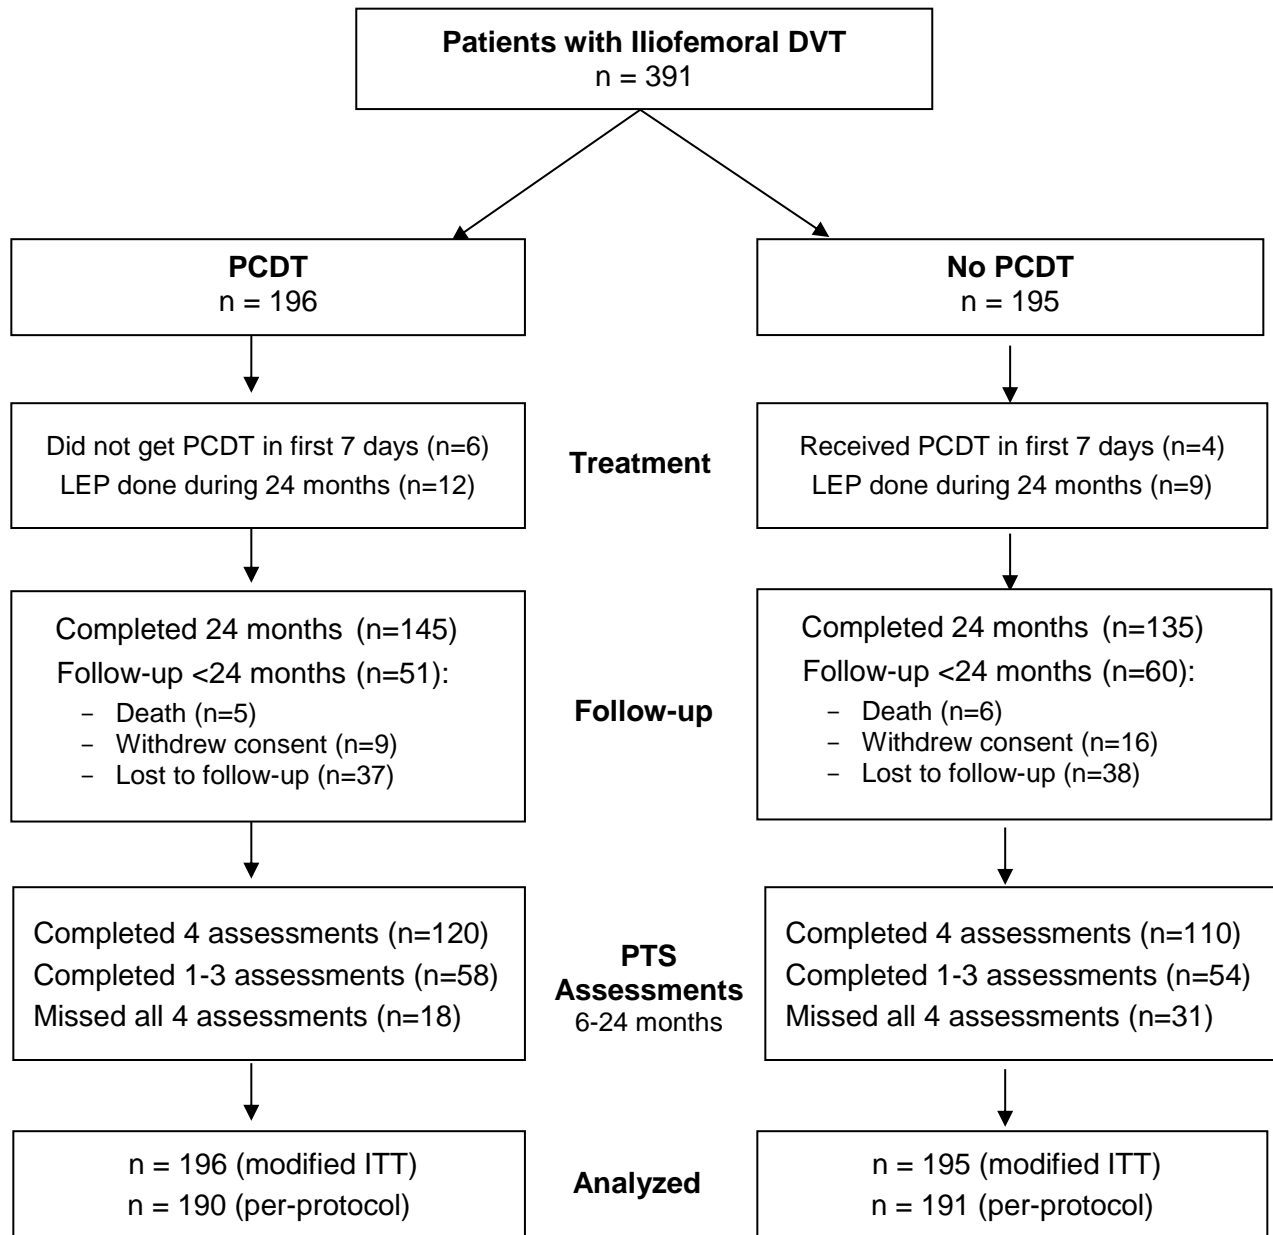 Patients with Iliofemoral DVT
n = 391
PCDT
n = 196
No PCDT
n = 195
Did not get PCDT in first 7 days (n=6)
LEP done during 24 months (n=12)
Treatment
Received PCDT in first 7 days (n=4)
LEP done during 24 months (n=9)
Completed 24 months (n=145)
Follow-up <24 months (n=51):
- Death (n=5)
- Withdrew consent (n=9)
- Lost to follow-up (n=37)
Follow-up
Completed 24 months (n=135)
Follow-up <24 months (n=60):
- Death (n=6)
- Withdrew consent (n=16)
- Lost to follow-up (n=38)
Completed 4 assessments (n=120)
Completed 1-3 assessments (n=58)
Missed all 4 assessments (n=18)
PTS
Assessments
6-24 months
Completed 4 assessments (n=110)
Completed 1-3 assessments (n=54)
Missed all 4 assessments (n=31)
n = 196 (modified ITT)
n = 190 (per-protocol)
Analyzed
n = 195 (modified ITT)
n = 191 (per-protocol)